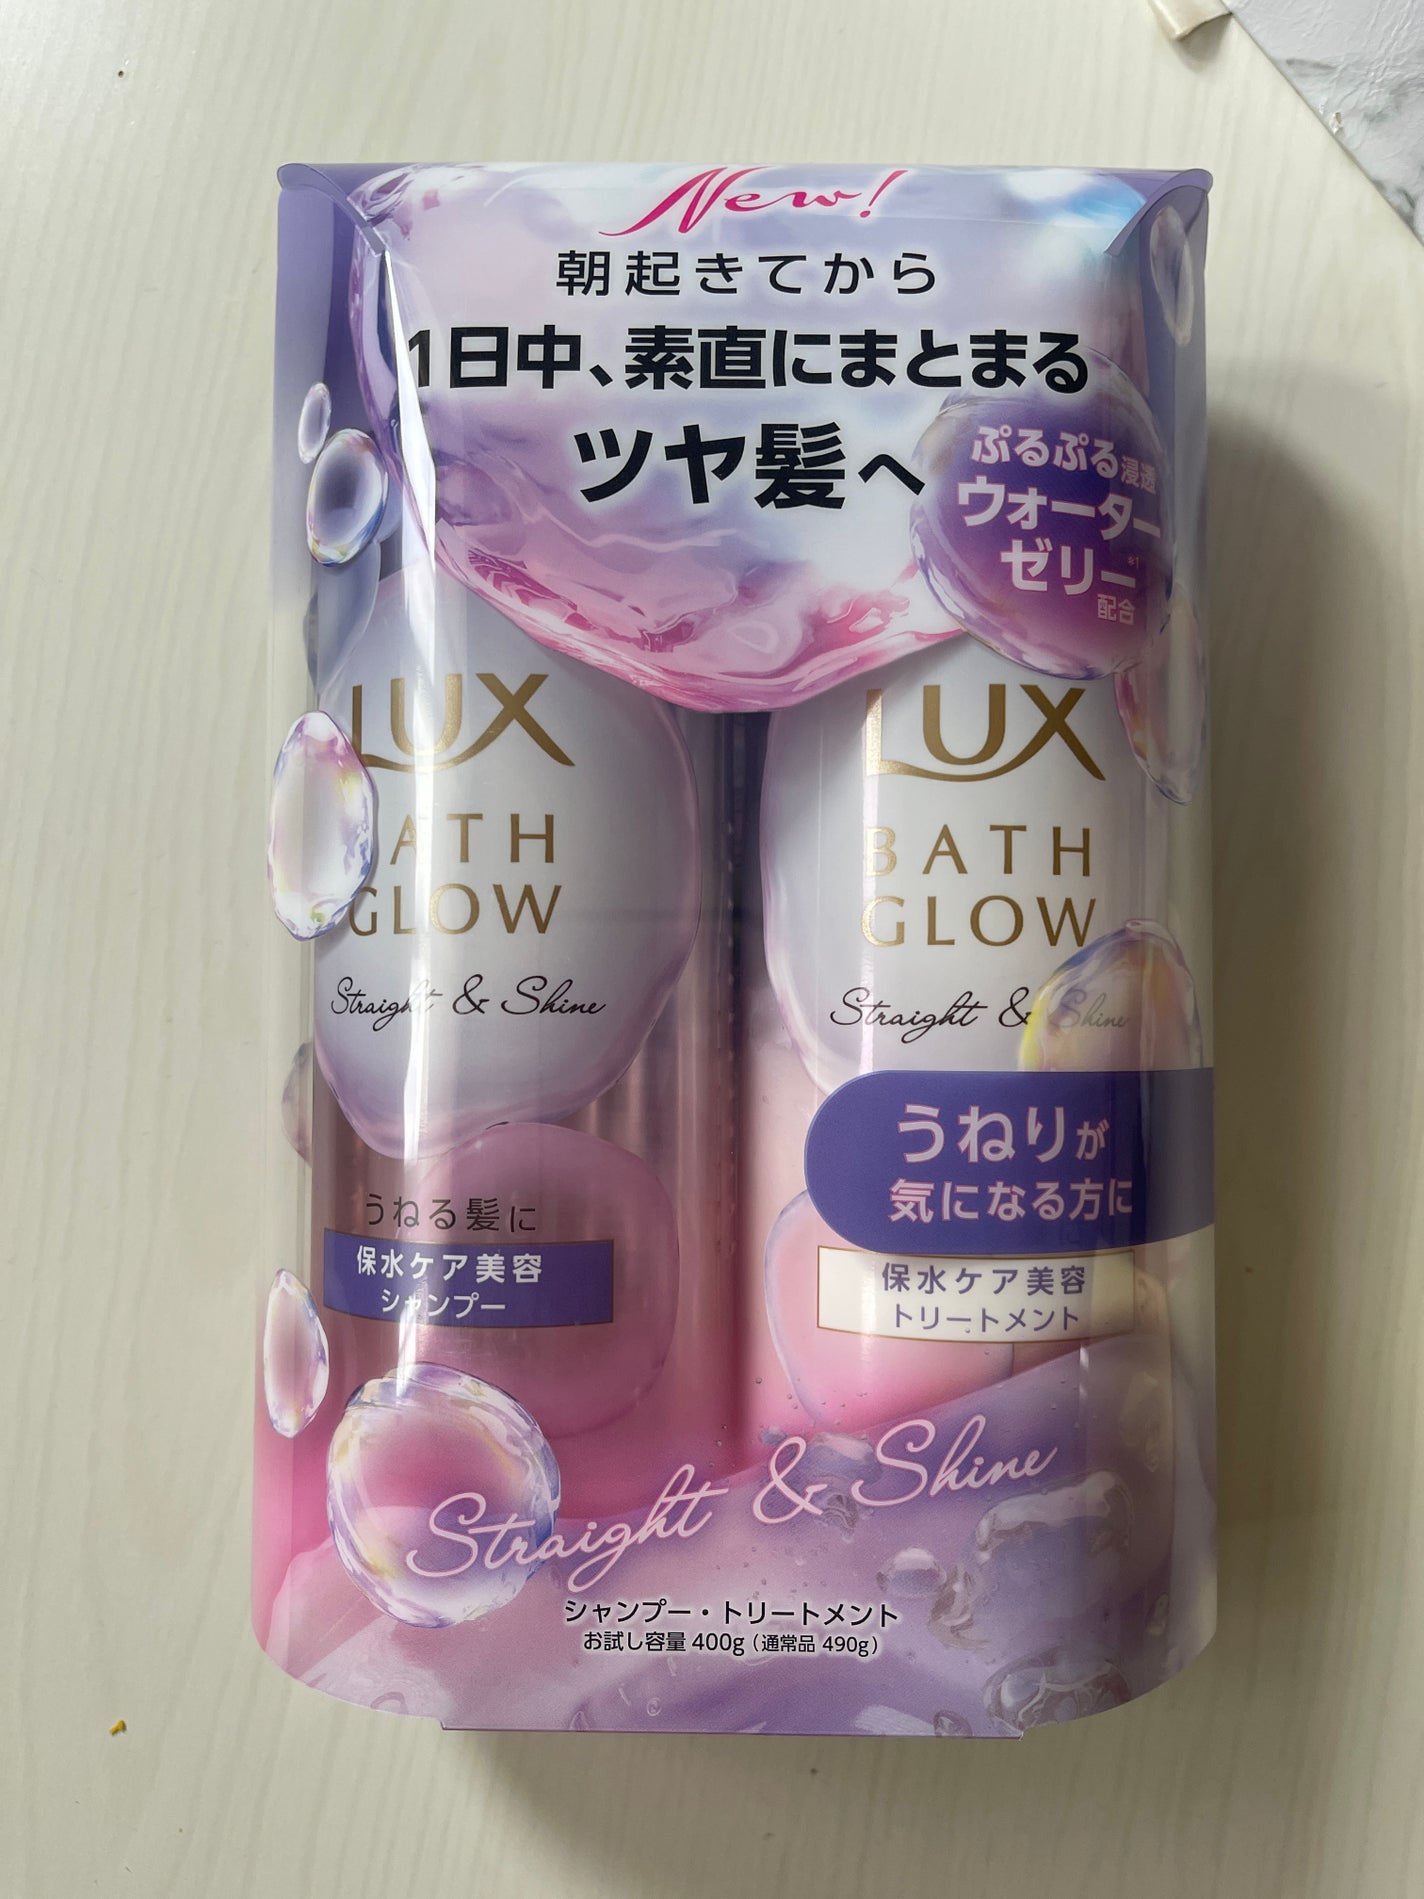 New!
朝起きてから
1日中、素直にまとまる
ツヤ髪へ
ぷるぷる浸透
ウォーター
ゼリー*1
配合
LUX
BATH
GLOW
Straight & Shine
うねる髪に
保水ケア美容
シャンプー
LUX
BATH
GLOW
Straight & Shine
うねりが
気になる方に
保水ケア美容
トリートメント
Straight & Shine
シャンプー・トリートメント
お試し容量 400g（通常品 490g）